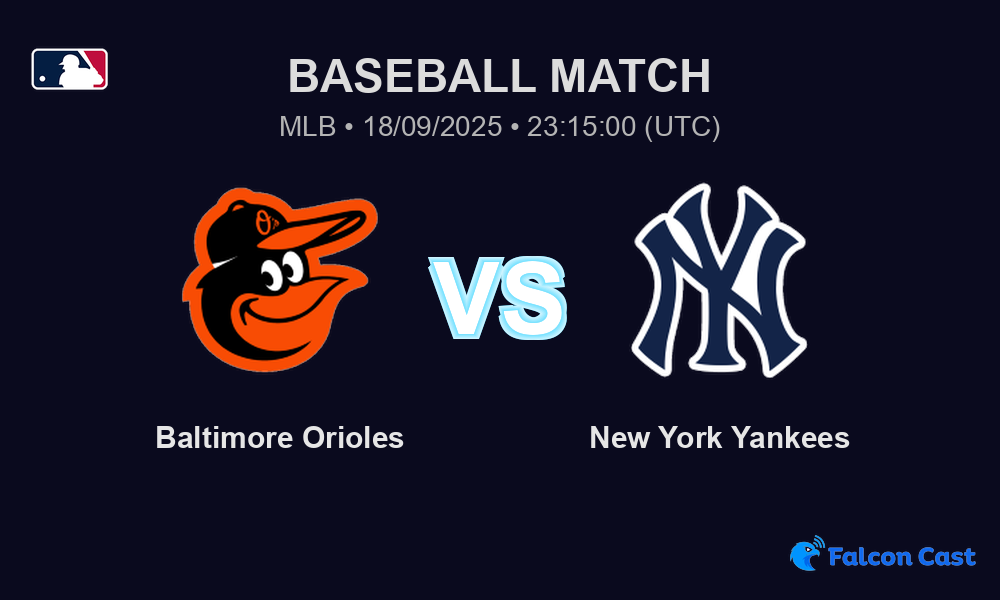 BASEBALL MATCH
MLB • 18/09/2025 • 23:15:00 (UTC)
VS
Baltimore Orioles
New York Yankees
Falcon Cast